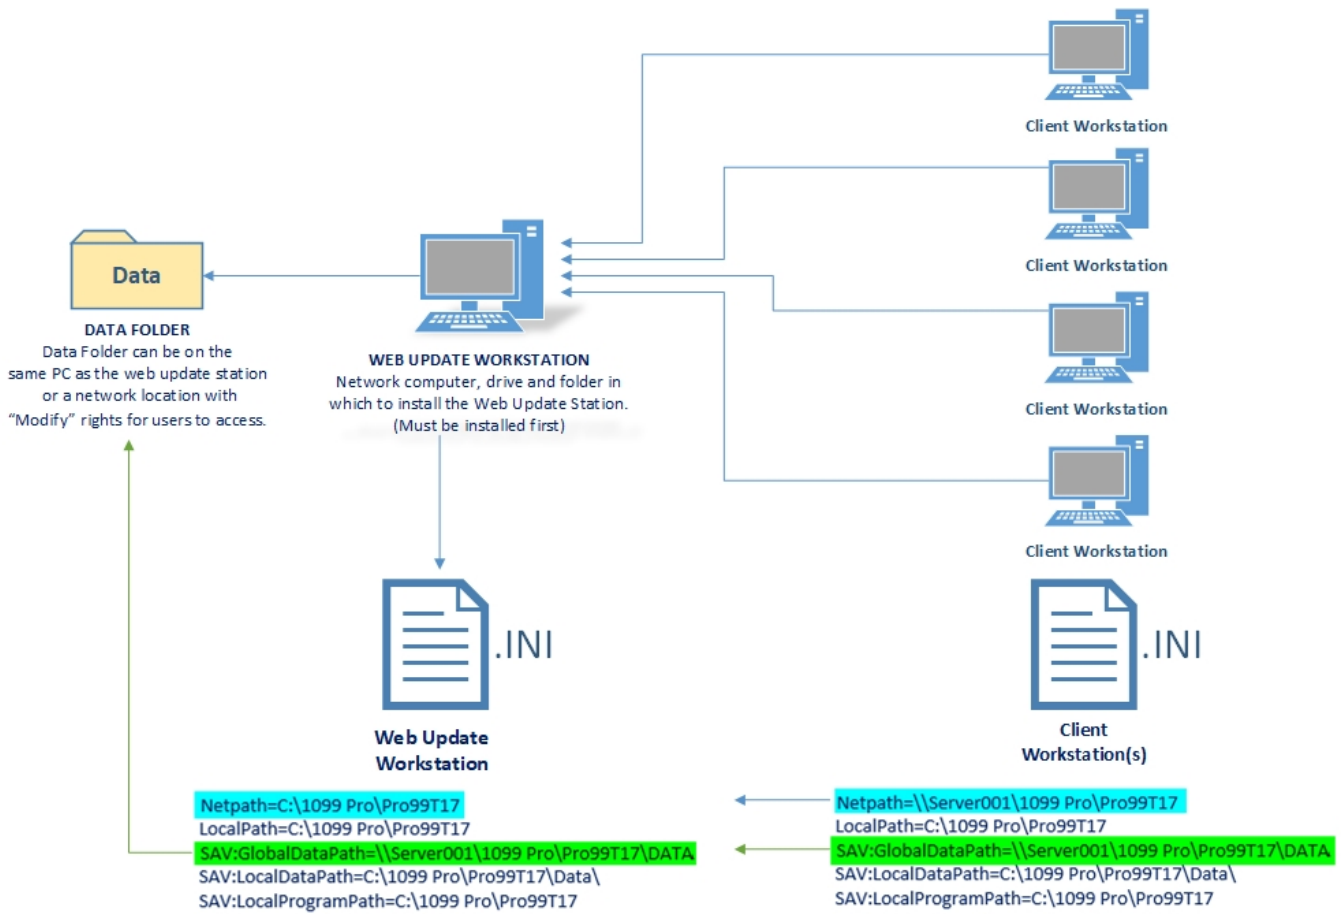 Client Workstation
Client Workstation
Data
DATA FOLDER
Data Folder can be on the
same PC as the web update station
or a network location with
“Modify” rights for users to access.
WEB UPDATE WORKSTATION
Network computer, drive and folder in
which to install the Web Update Station.
(Must be installed first)
Client Workstation
Client Workstation
.INI
Web Update
Workstation
.INI
Client
Workstation(s)
Netpath=C:\1099 Pro\Pro99T17
LocalPath=C:\1099 Pro\Pro99T17
SAV:GlobalDataPath=\\Server001\1099 Pro\Pro99T17\DATA
SAV:LocalDataPath=C:\1099 Pro\Pro99T17\Data\
SAV:LocalProgramPath=C:\1099 Pro\Pro99T17
Netpath=\\Server001\1099 Pro\Pro99T17
LocalPath=C:\1099 Pro\Pro99T17
SAV:GlobalDataPath=\\Server001\1099 Pro\Pro99T17\DATA
SAV:LocalDataPath=C:\1099 Pro\Pro99T17\Data\
SAV:LocalProgramPath=C:\1099 Pro\Pro99T17